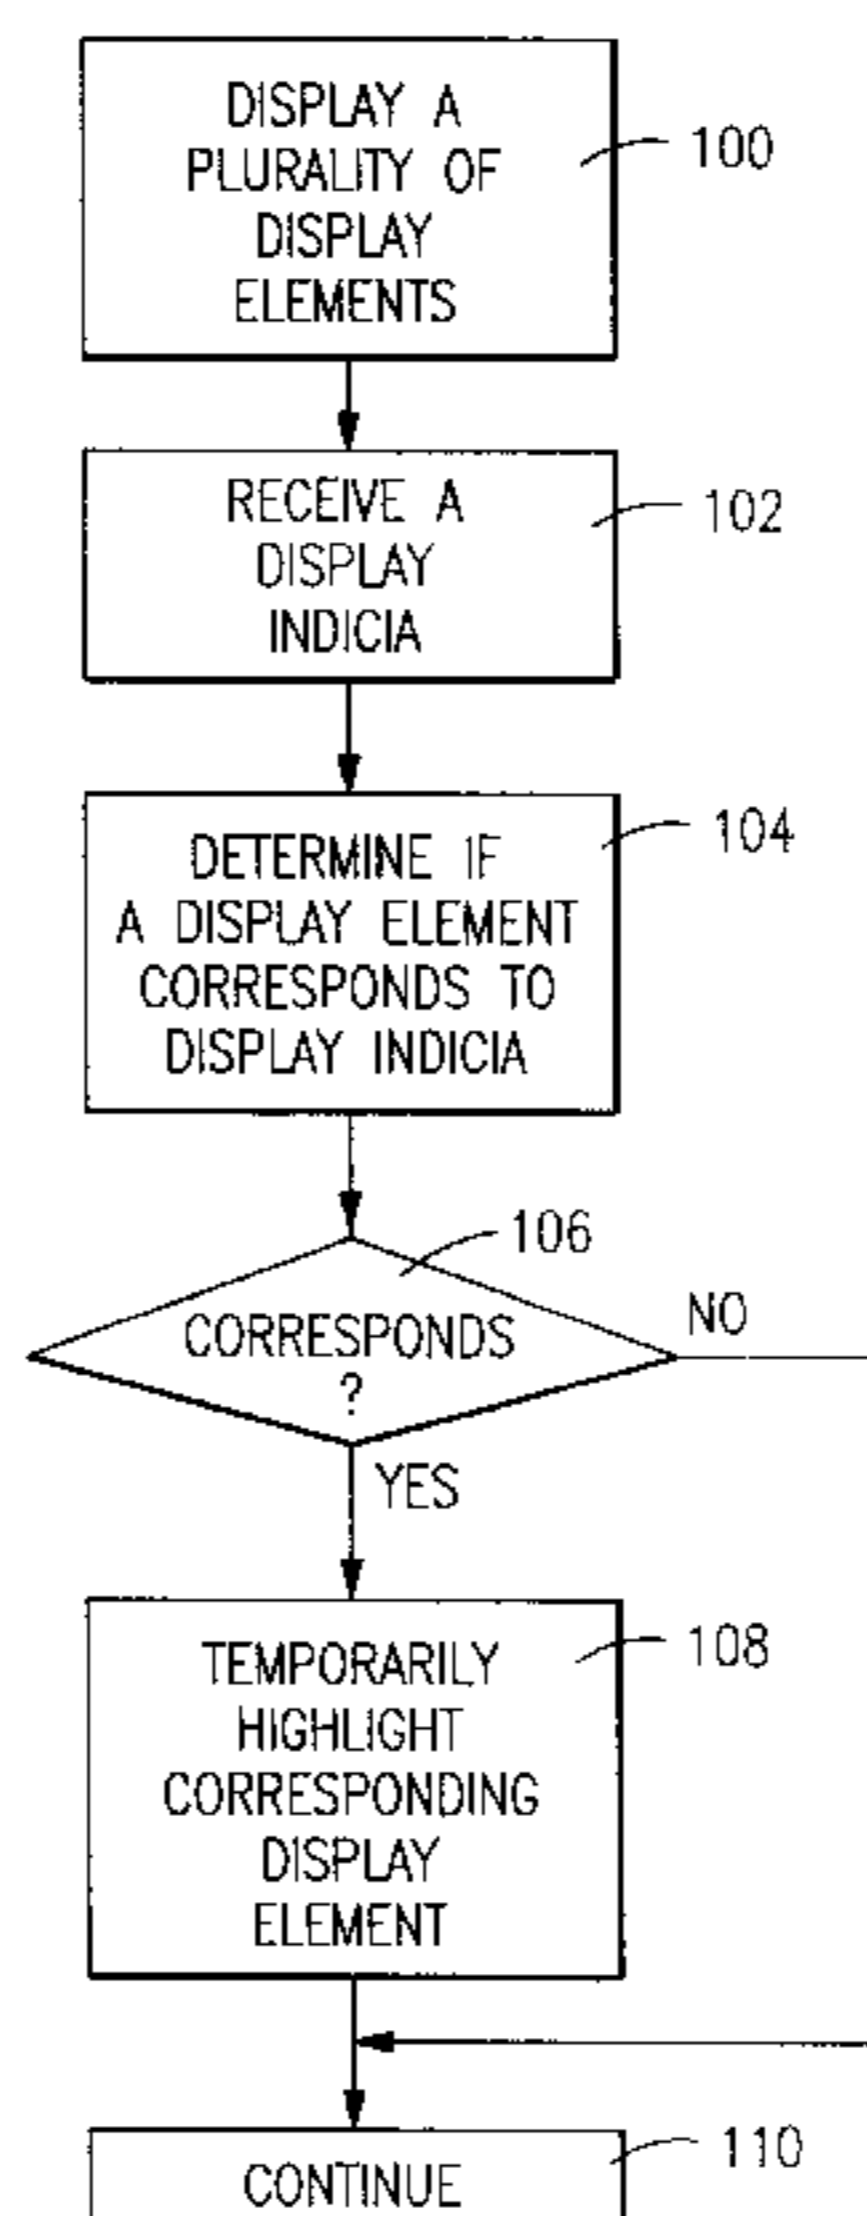 DISPLAY A
PLURALITY OF
DISPLAY
ELEMENTS
100
RECEIVE A
DISPLAY
INDICIA
102
DETERMINE IF
A DISPLAY ELEMENT
CORRESPONDS TO
DISPLAY INDICIA
104
106
CORRESPONDS
?
NO
YES
TEMPORARILY
HIGHLIGHT
CORRESPONDING
DISPLAY
ELEMENT
108
CONTINUE
110